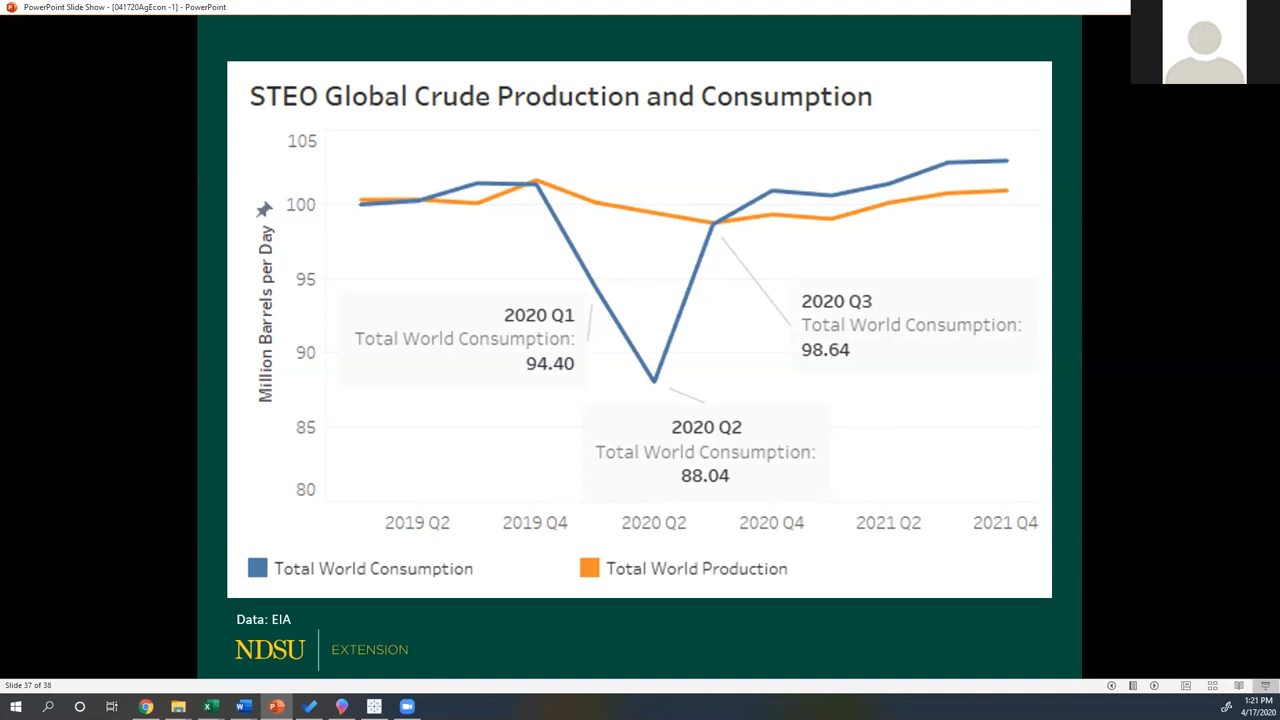 PowerPoint Slide Show - [041720AgEcon -1] - PowerPoint
STEO Global Crude Production and Consumption
105
100
95
90
85
80
Million Barrels per Day
2020 Q1
Total World Consumption:
94.40
2020 Q2
Total World Consumption:
88.04
2020 Q3
Total World Consumption:
98.64
2019 Q2 2019 Q4 2020 Q2 2020 Q4 2021 Q2 2021 Q4
Total World Consumption Total World Production
Data: EIA
NDSU EXTENSION
Slide 37 of 38
1:21 PM
4/17/2020